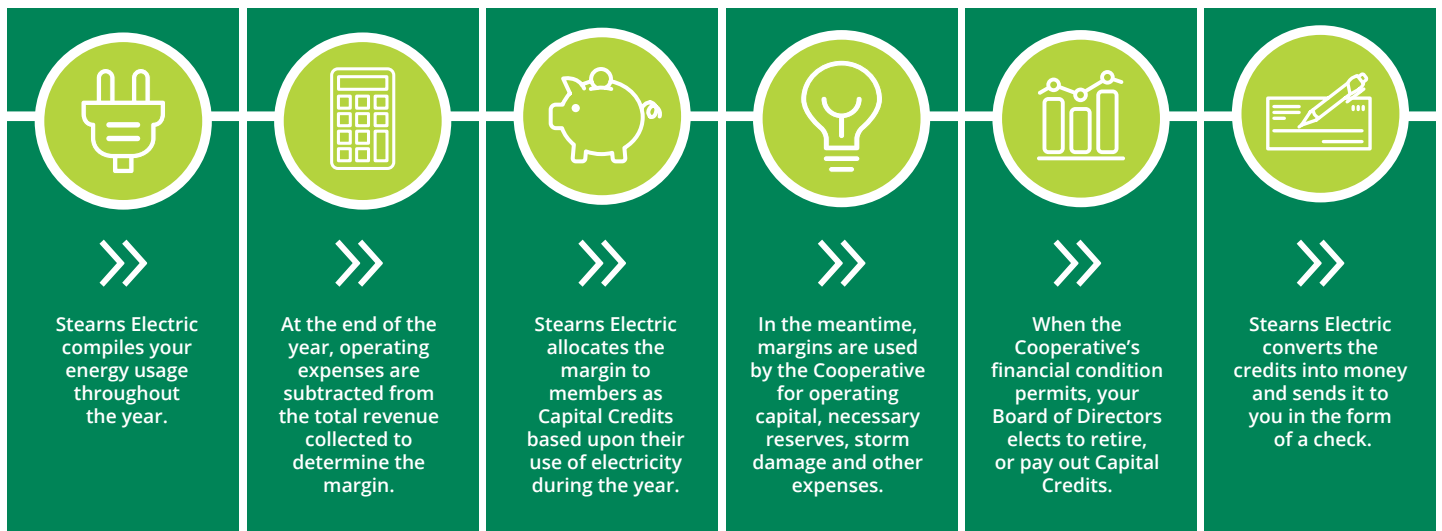 Stearns Electric
compiles your
energy usage
throughout
the year.
At the end of the
year, operating
expenses are
subtracted from
the total revenue
collected to
determine the
margin.
Stearns Electric
allocates the
margin to
members as
Capital Credits
based upon their
use of electricity
during the year.
In the meantime,
margins are used
by the Cooperative
for operating
capital, necessary
reserves, storm
damage and other
expenses.
When the
Cooperative’s
financial condition
permits, your
Board of Directors
elects to retire,
or pay out Capital
Credits.
Stearns Electric
converts the
credits into money
and sends it to
you in the form
of a check.